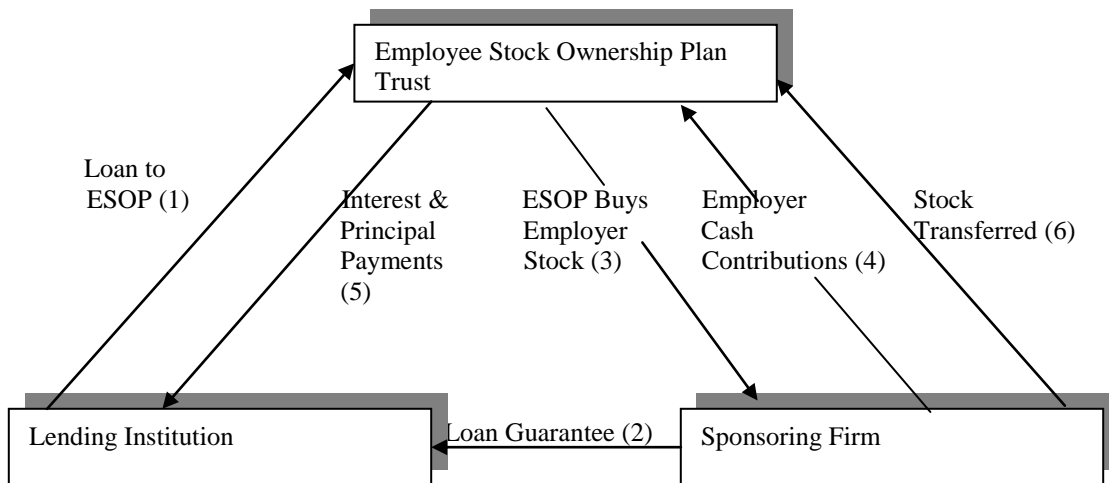 Employee Stock Ownership Plan
Trust
Loan to
ESOP (1)
Interest &
Principal
Payments
(5)
ESOP Buys
Employer
Stock (3)
Employer
Cash
Contributions (4)
Stock
Transferred (6)
Lending Institution
Loan Guarantee (2)
Sponsoring Firm